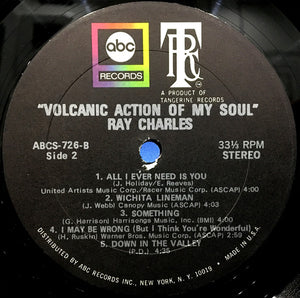 abc
RECORDS
TRC
TM
A PRODUCT OF
TANGERINE RECORDS
"VOLCANIC ACTION OF MY SOUL"
RAY CHARLES
ABCS-726-B
Side 2
33⅓ RPM
STEREO
1. ALL I EVER NEED IS YOU
(J. Holiday/E. Reeves)
United Artists Music Corp./Racer Music Corp. (ASCAP) 4:00
2. WICHITA LINEMAN
(J. Webb) Canopy Music (ASCAP) 4:00
3. SOMETHING
(G. Harrison) Harrisongs Music, Inc. (BMI) 4:00
4. I MAY BE WRONG (But I Think You're Wonderful)
(H. Ruskin) Warner Bros. Music Corp. (ASCAP) 2:59
5. DOWN IN THE VALLEY
(P.D.) 4:35
DISTRIBUTED BY ABC RECORDS INC., NEW YORK, N.Y. 10019 • MADE IN U.S.A.